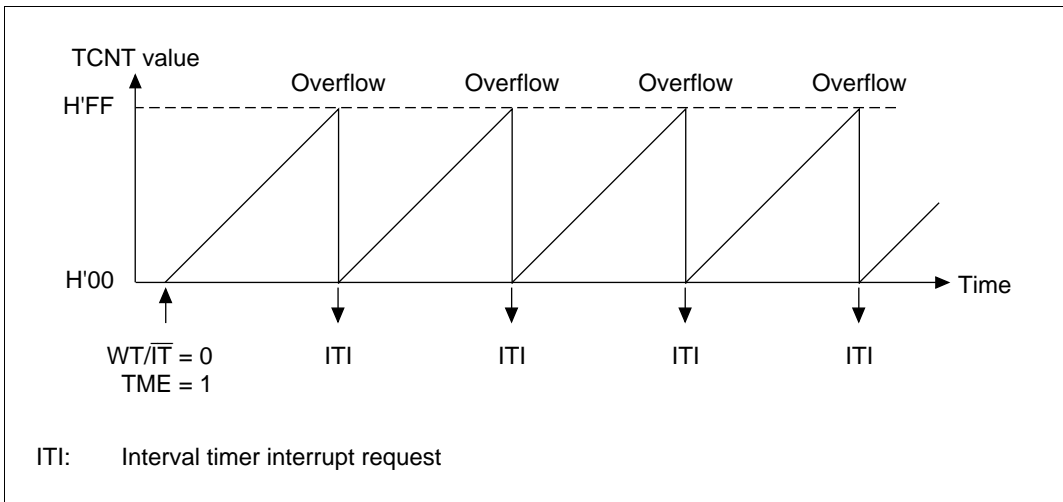 TCNT value
Overflow Overflow Overflow Overflow
H'FF
H'00
Time
WT/I̅T̅ = 0
TME = 1
ITI ITI ITI ITI
ITI: Interval timer interrupt request